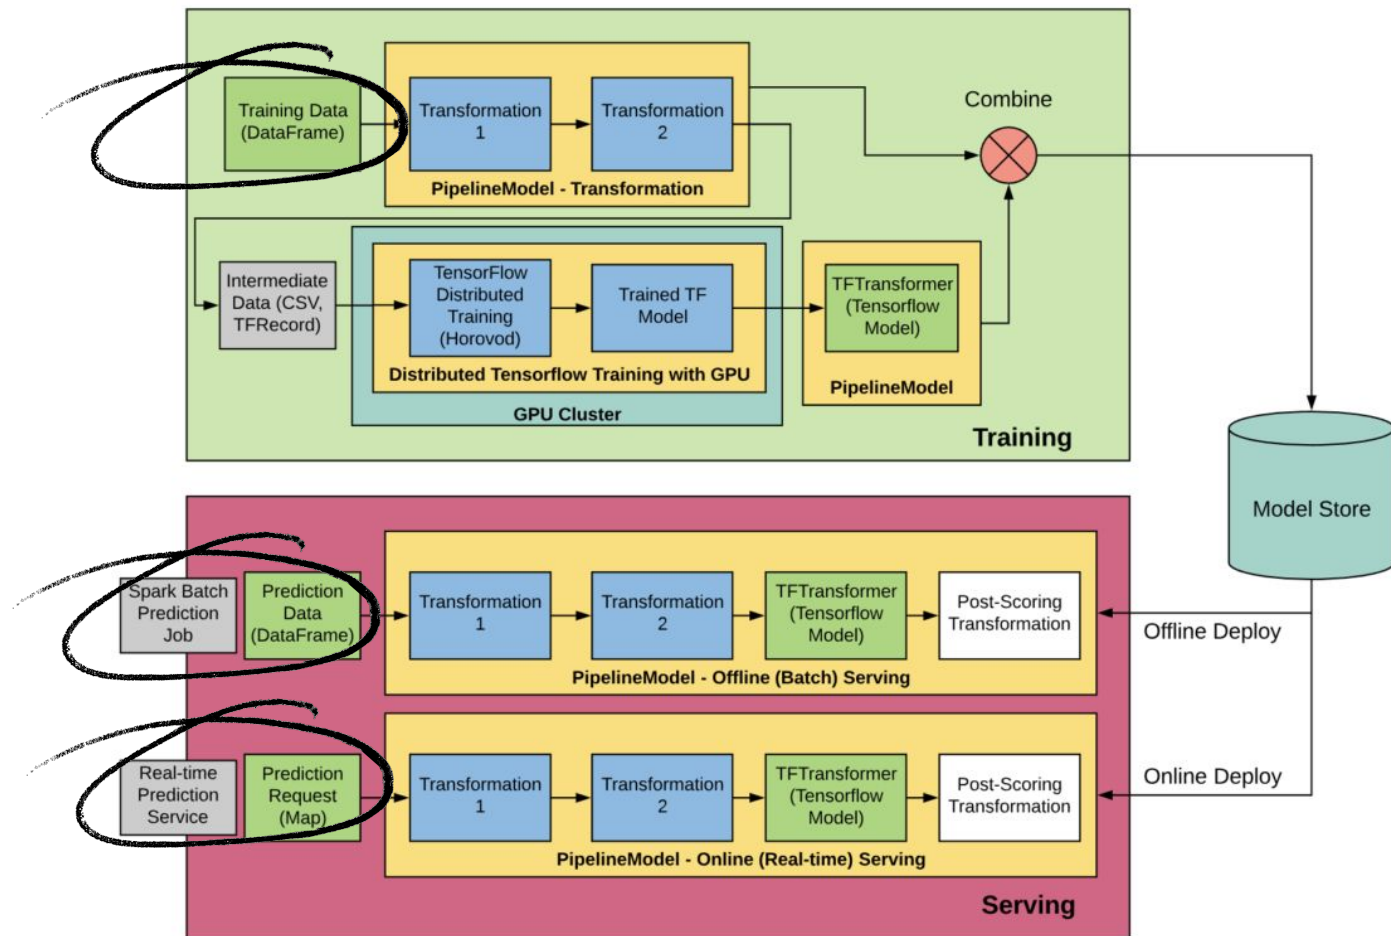 Training Data
(DataFrame)
Transformation
1
Transformation
2
PipelineModel - Transformation
Combine
Intermediate
Data (CSV,
TFRecord)
TensorFlow
Distributed
Training
(Horovod)
Trained TF
Model
Distributed Tensorflow Training with GPU
GPU Cluster
TFTransformer
(Tensorflow
Model)
PipelineModel
Training
Model Store
Spark Batch
Prediction
Job
Prediction
Data
(DataFrame)
Transformation
1
Transformation
2
TFTransformer
(Tensorflow
Model)
Post-Scoring
Transformation
PipelineModel - Offline (Batch) Serving
Offline Deploy
Real-time
Prediction
Service
Prediction
Request
(Map)
Transformation
1
Transformation
2
TFTransformer
(Tensorflow
Model)
Post-Scoring
Transformation
PipelineModel - Online (Real-time) Serving
Online Deploy
Serving